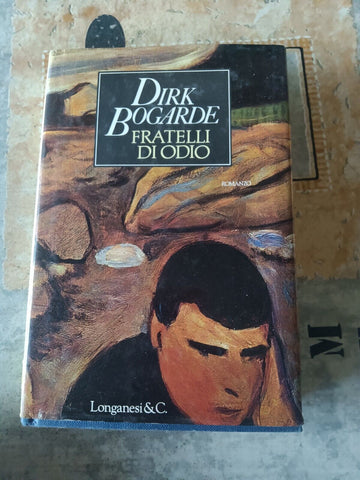 DIRK
BOGARDE
FRATELLI
DI ODIO
ROMANZO
Longanesi & C.
M